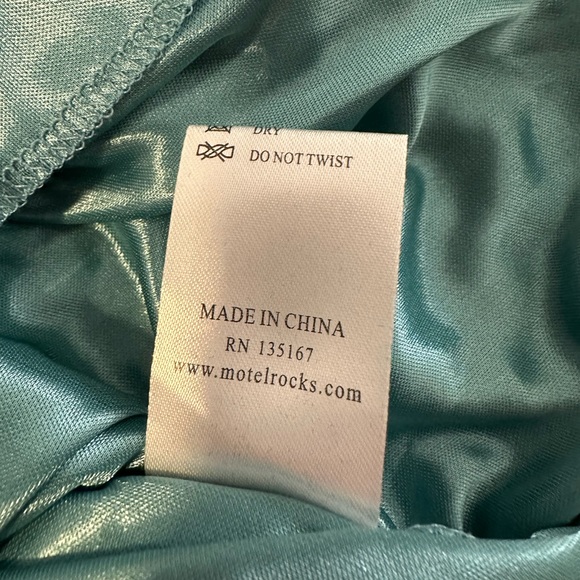 DRY
DO NOT TWIST
MADE IN CHINA
RN 135167
www.motelrocks.com